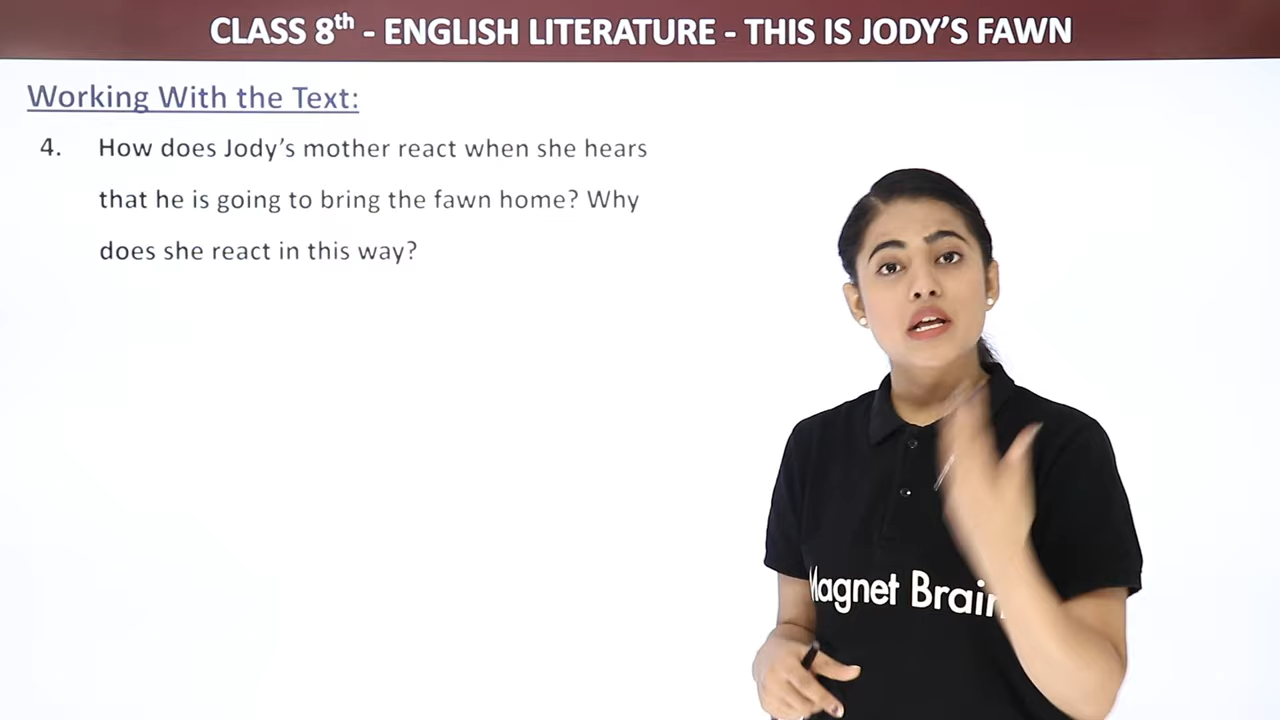 CLASS 8th - ENGLISH LITERATURE - THIS IS JODY'S FAWN
Working With the Text:
4. How does Jody's mother react when she hears
that he is going to bring the fawn home? Why
does she react in this way?
Magnet Brain